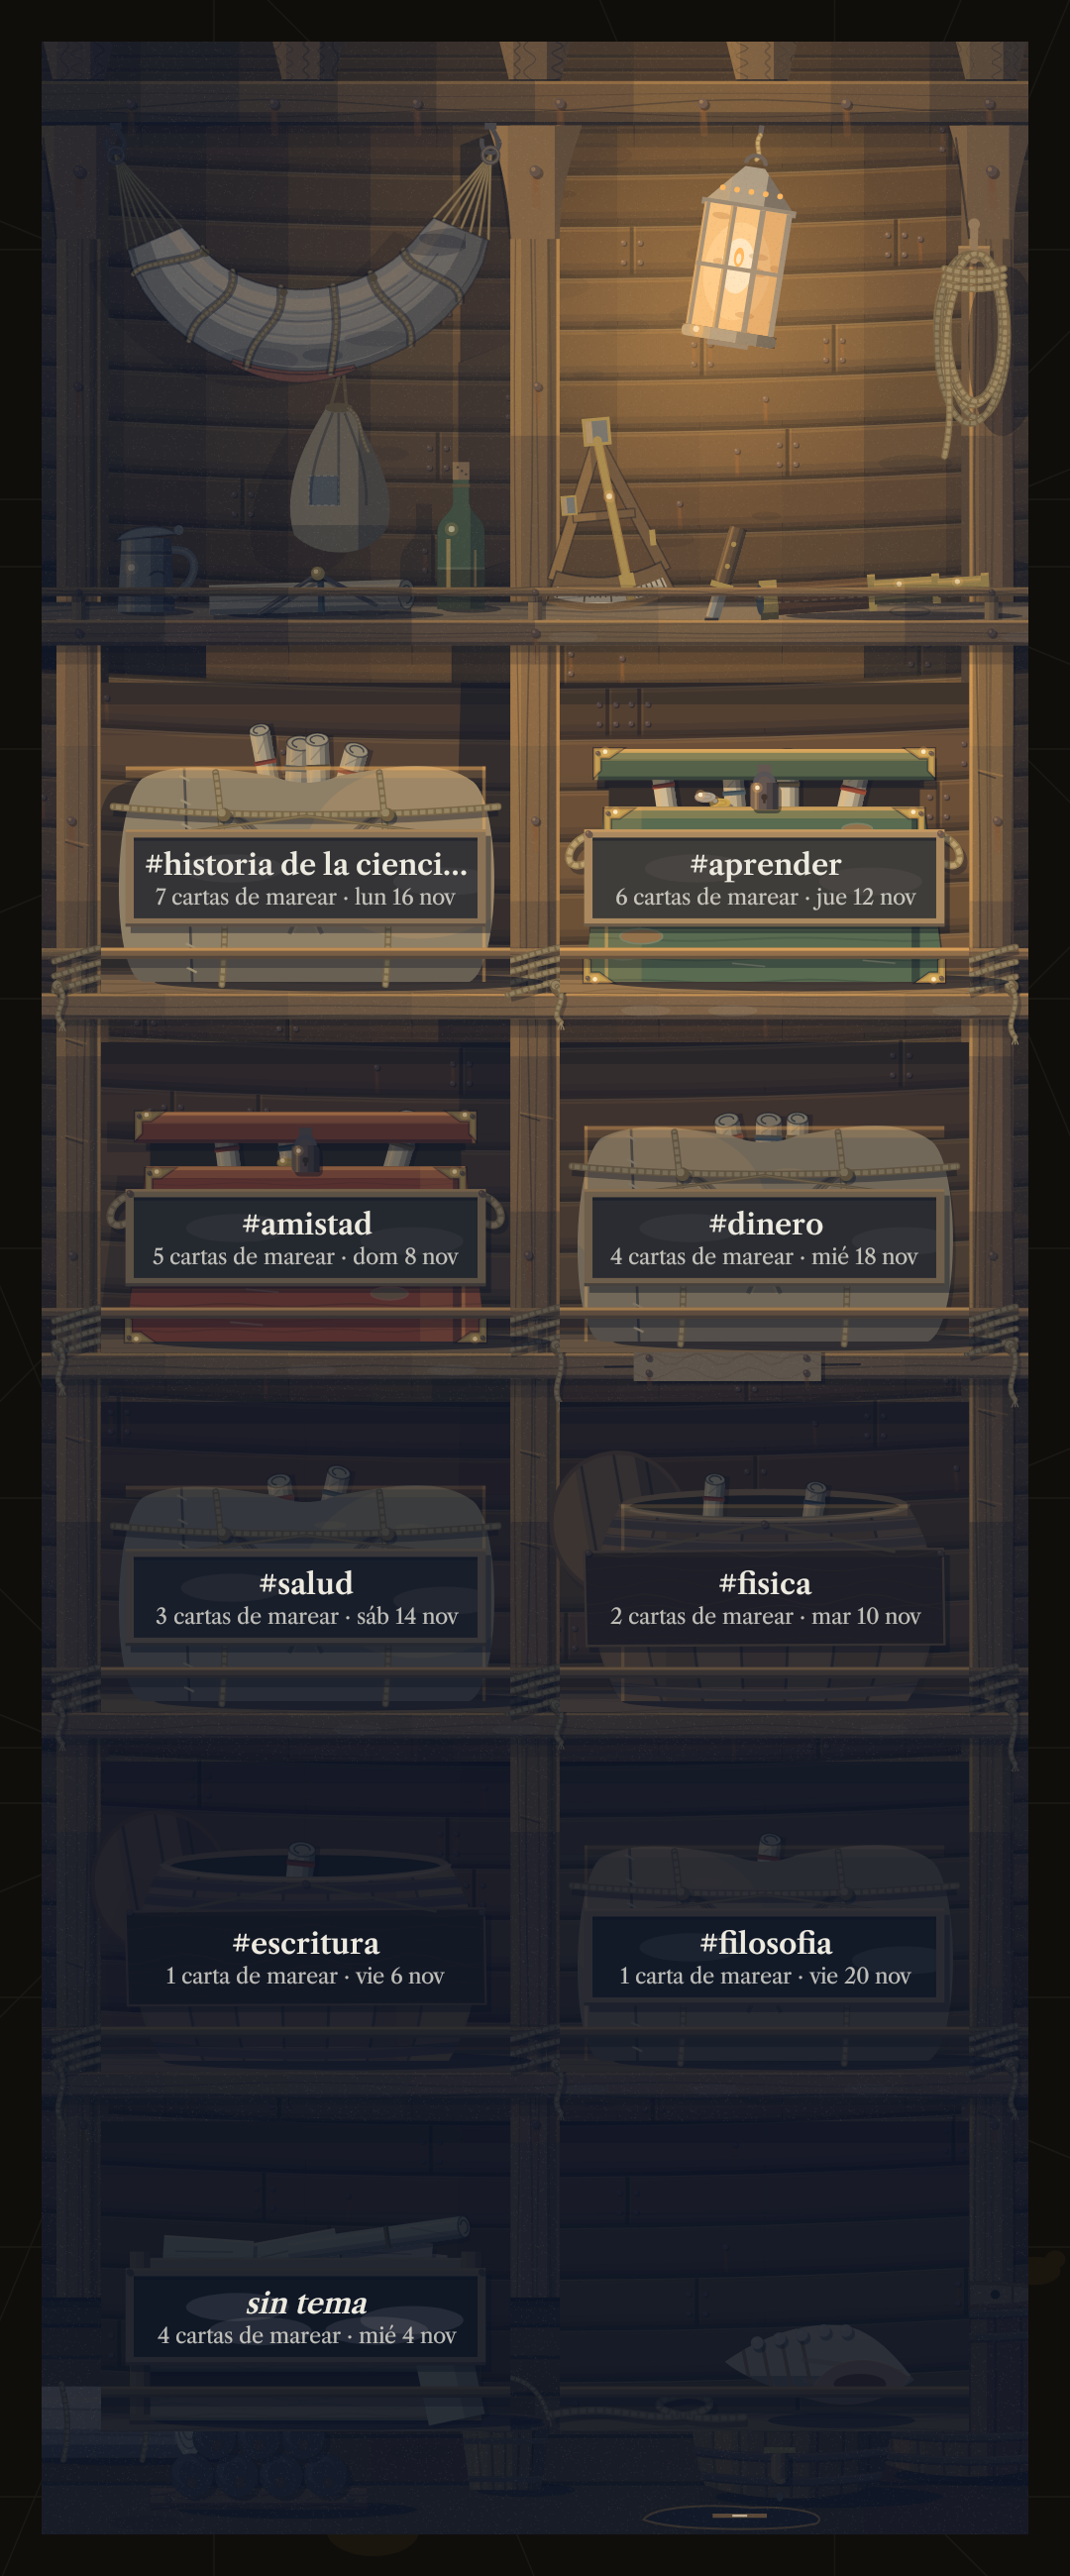 #historia de la cienci...
7 cartas de marear · lun 16 nov
#aprender
6 cartas de marear · jue 12 nov
#amistad
5 cartas de marear · dom 8 nov
#dinero
4 cartas de marear · mié 18 nov
#salud
3 cartas de marear · sáb 14 nov
#fisica
2 cartas de marear · mar 10 nov
#escritura
1 carta de marear · vie 6 nov
#filosofia
1 carta de marear · vie 20 nov
sin tema
4 cartas de marear · mié 4 nov